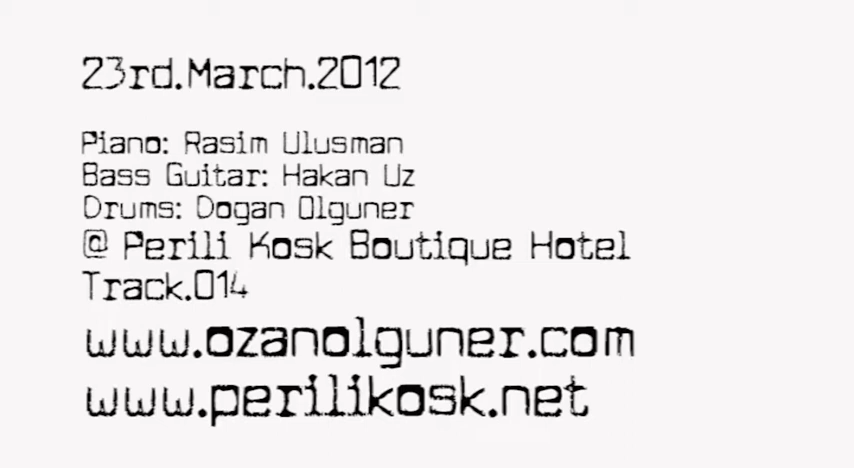 23rd.March.2012
Piano: Rasim Ulusman
Bass Guitar: Hakan Uz
Drums: Dogan Olguner
@ Perili Kosk Boutique Hotel
Track.014
www.ozanolguner.com
www.perilikosk.net